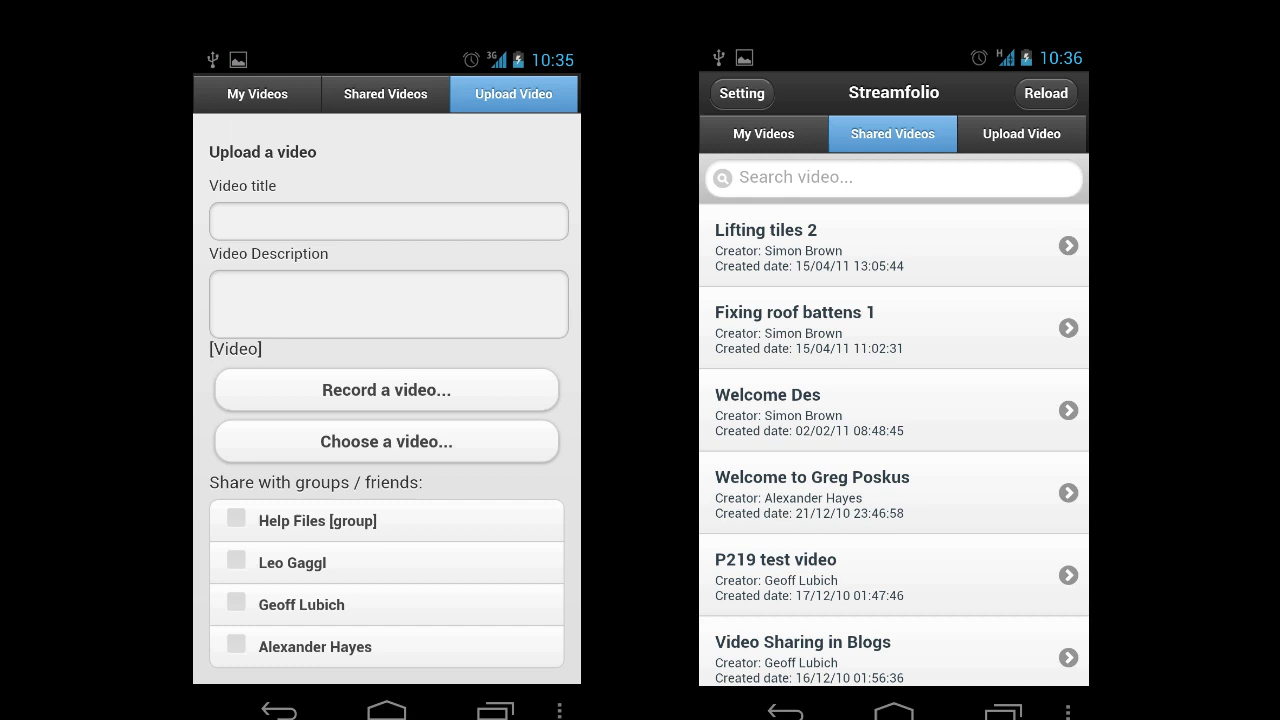 3G 10:35
My Videos Shared Videos Upload Video
Upload a video
Video title
Video Description
[Video]
Record a video...
Choose a video...
Share with groups / friends:
Help Files [group]
Leo Gaggl
Geoff Lubich
Alexander Hayes
H 10:36
Setting Streamfolio Reload
My Videos Shared Videos Upload Video
Search video...
Lifting tiles 2
Creator: Simon Brown
Created date: 15/04/11 13:05:44
Fixing roof battens 1
Creator: Simon Brown
Created date: 15/04/11 11:02:31
Welcome Des
Creator: Simon Brown
Created date: 02/02/11 08:48:45
Welcome to Greg Poskus
Creator: Alexander Hayes
Created date: 21/12/10 23:46:58
P219 test video
Creator: Geoff Lubich
Created date: 17/12/10 01:47:46
Video Sharing in Blogs
Creator: Geoff Lubich
Created date: 16/12/10 01:56:36